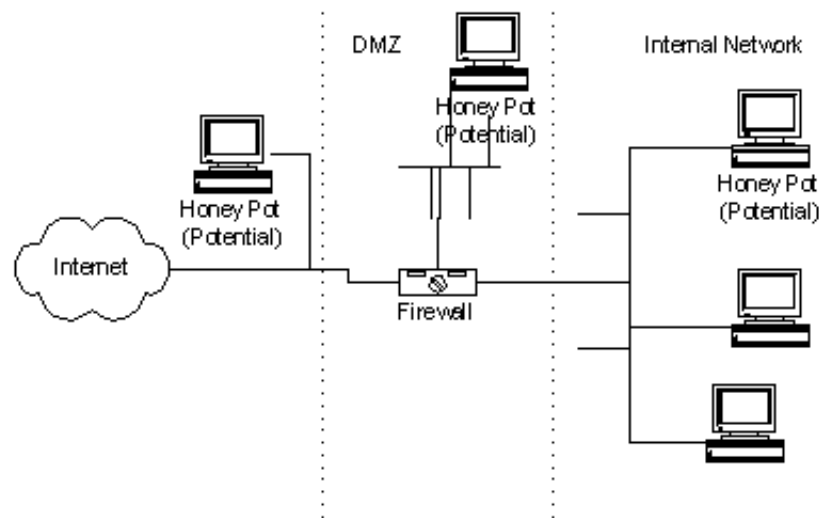 DMZ
Internal Network
Honey Pot
(Potential)
Honey Pot
(Potential)
Honey Pot
(Potential)
Internet
Firewall